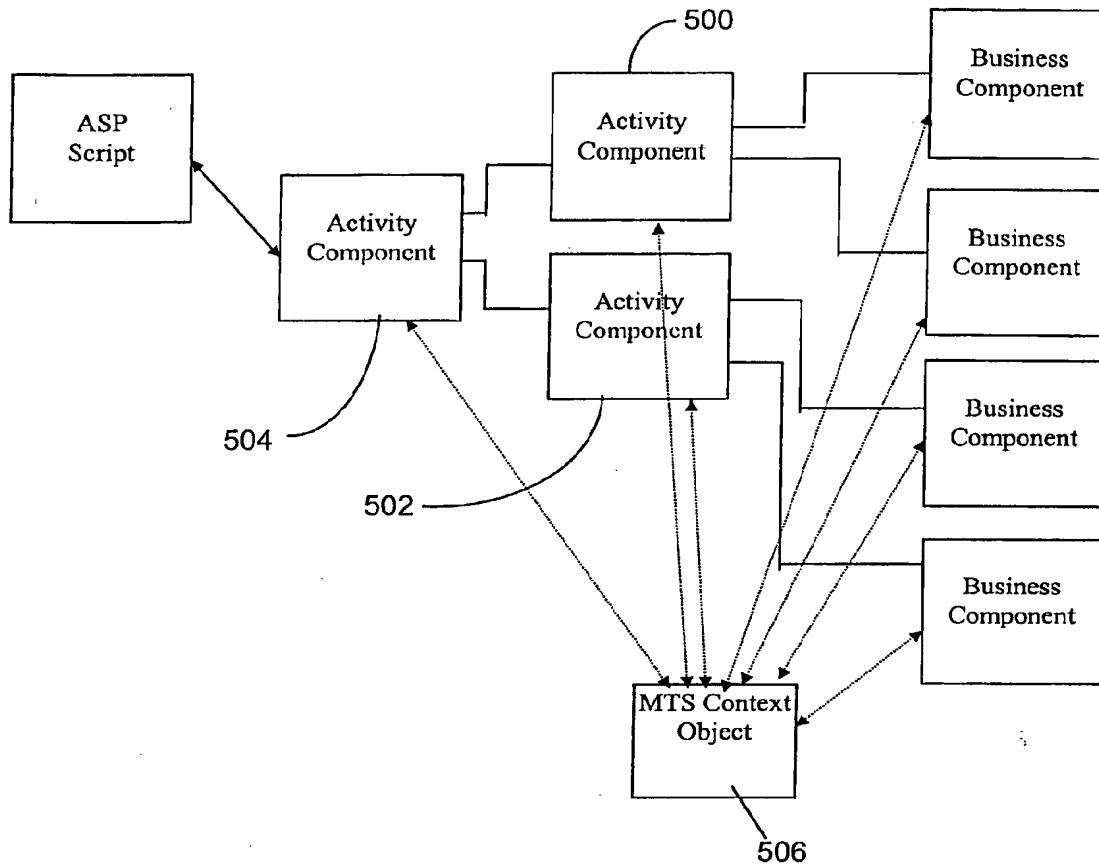 500
ASP
Script
Activity
Component
Business
Component
Activity
Component
Business
Component
Activity
Component
504
502
Business
Component
Business
Component
MTS Context
Object
506